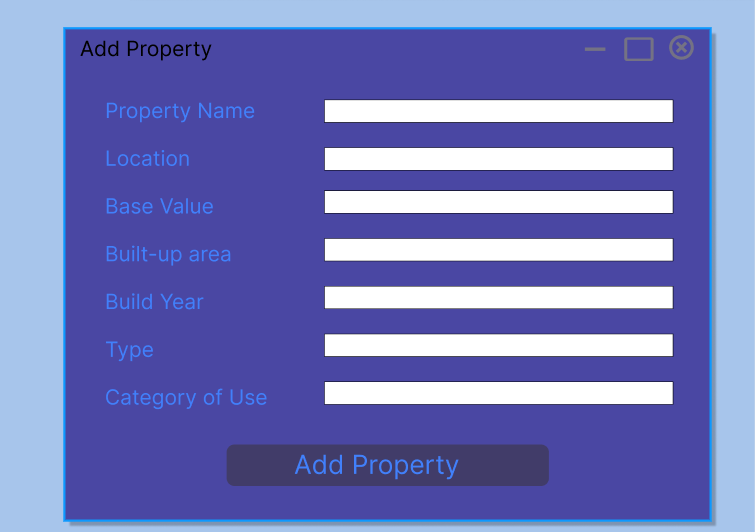 Add Property
Property Name
Location
Base Value
Built-up area
Build Year
Type
Category of Use
Add Property